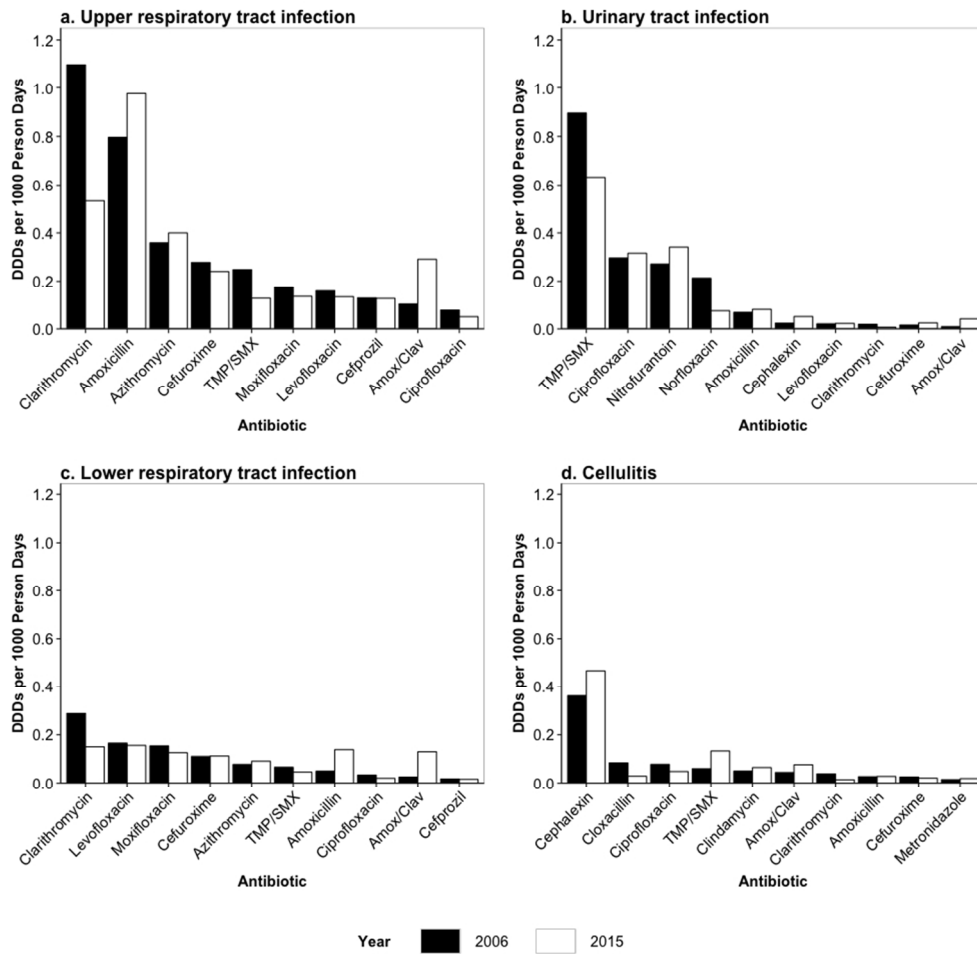 a. Upper respiratory tract infection
DDDs per 1000 Person Days
1.2
1.0
0.8
0.6
0.4
0.2
0.0
Clarithromycin
Amoxicillin
Azithromycin
Cefuroxime
TMP/SMX
Moxifloxacin
Levofloxacin
Cefprozil
Amox/Clav
Ciprofloxacin
Antibiotic
b. Urinary tract infection
DDDs per 1000 Person Days
1.2
1.0
0.8
0.6
0.4
0.2
0.0
TMP/SMX
Ciprofloxacin
Nitrofurantoin
Norfloxacin
Amoxicillin
Cephalexin
Levofloxacin
Clarithromycin
Cefuroxime
Amox/Clav
Antibiotic
c. Lower respiratory tract infection
DDDs per 1000 Person Days
1.2
1.0
0.8
0.6
0.4
0.2
0.0
Clarithromycin
Levofloxacin
Moxifloxacin
Cefuroxime
Azithromycin
TMP/SMX
Amoxicillin
Ciprofloxacin
Amox/Clav
Cefprozil
Antibiotic
d. Cellulitis
DDDs per 1000 Person Days
1.2
1.0
0.8
0.6
0.4
0.2
0.0
Cephalexin
Cloxacillin
Ciprofloxacin
TMP/SMX
Clindamycin
Amox/Clav
Clarithromycin
Amoxicillin
Cefuroxime
Metronidazole
Antibiotic
Year 2006 2015